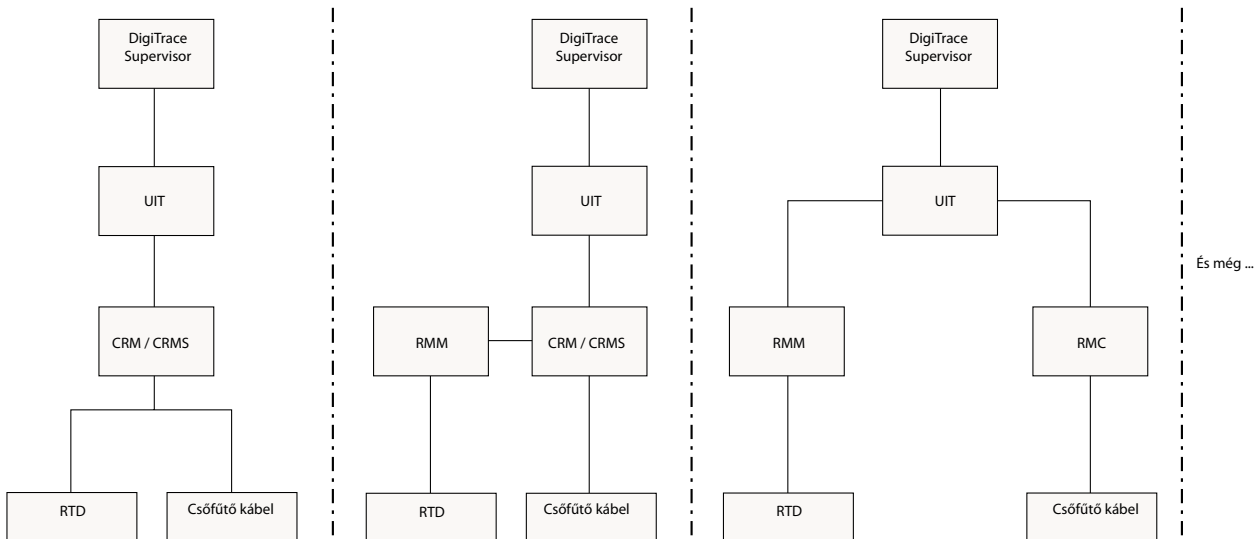 DigiTrace
Supervisor
UIT
CRM / CRMS
RTD
Csőfűtő kábel
DigiTrace
Supervisor
UIT
RMM
CRM / CRMS
RTD
Csőfűtő kábel
DigiTrace
Supervisor
UIT
RMM
RMC
RTD
Csőfűtő kábel
És még ...